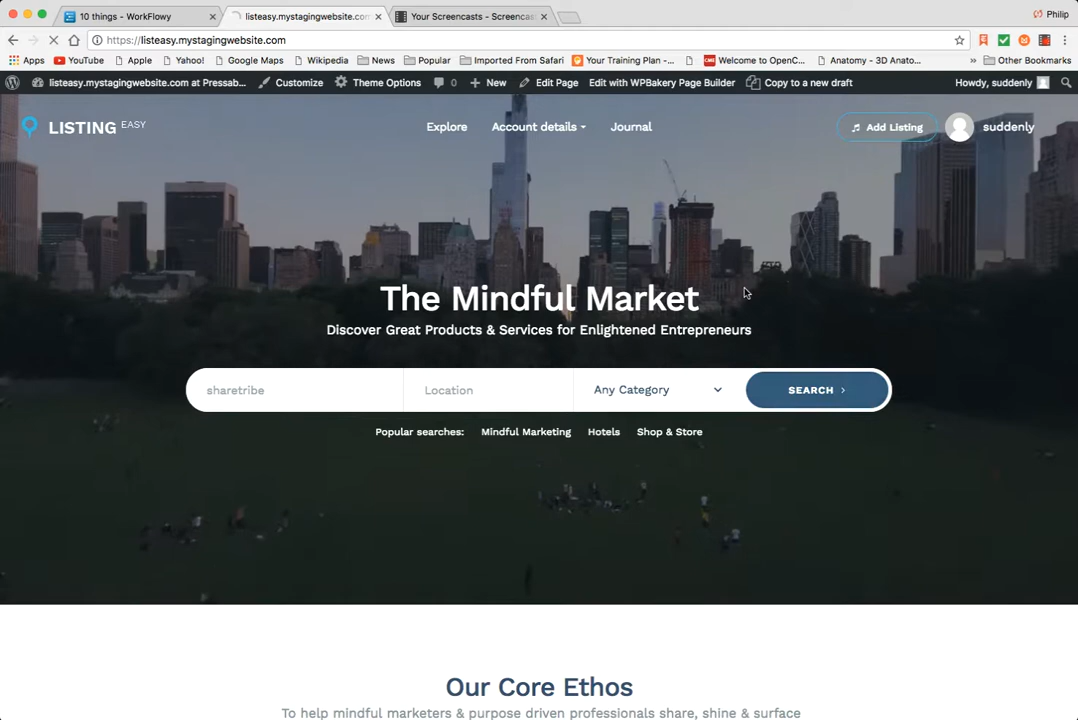 10 things - WorkFlowy
listeasy.mystagingwebsite.com
Your Screencasts - Screencas
Philip
https://listeasy.mystagingwebsite.com
Apps
YouTube
Apple
Yahoo!
Google Maps
Wikipedia
News
Popular
Imported From Safari
Your Training Plan -...
Welcome to OpenC...
Anatomy - 3D Anato...
»
Other Bookmarks
listeasy.mystagingwebsite.com at Pressab...
Customize
Theme Options
0
+ New
Edit Page
Edit with WPBakery Page Builder
Copy to a new draft
Howdy, suddenly
LISTING EASY
Explore
Account details
Journal
Add Listing
suddenly
The Mindful Market
Discover Great Products & Services for Enlightened Entrepreneurs
sharetribe
Location
Any Category
SEARCH
Popular searches:
Mindful Marketing
Hotels
Shop & Store
Our Core Ethos
To help mindful marketers & purpose driven professionals share, shine & surface